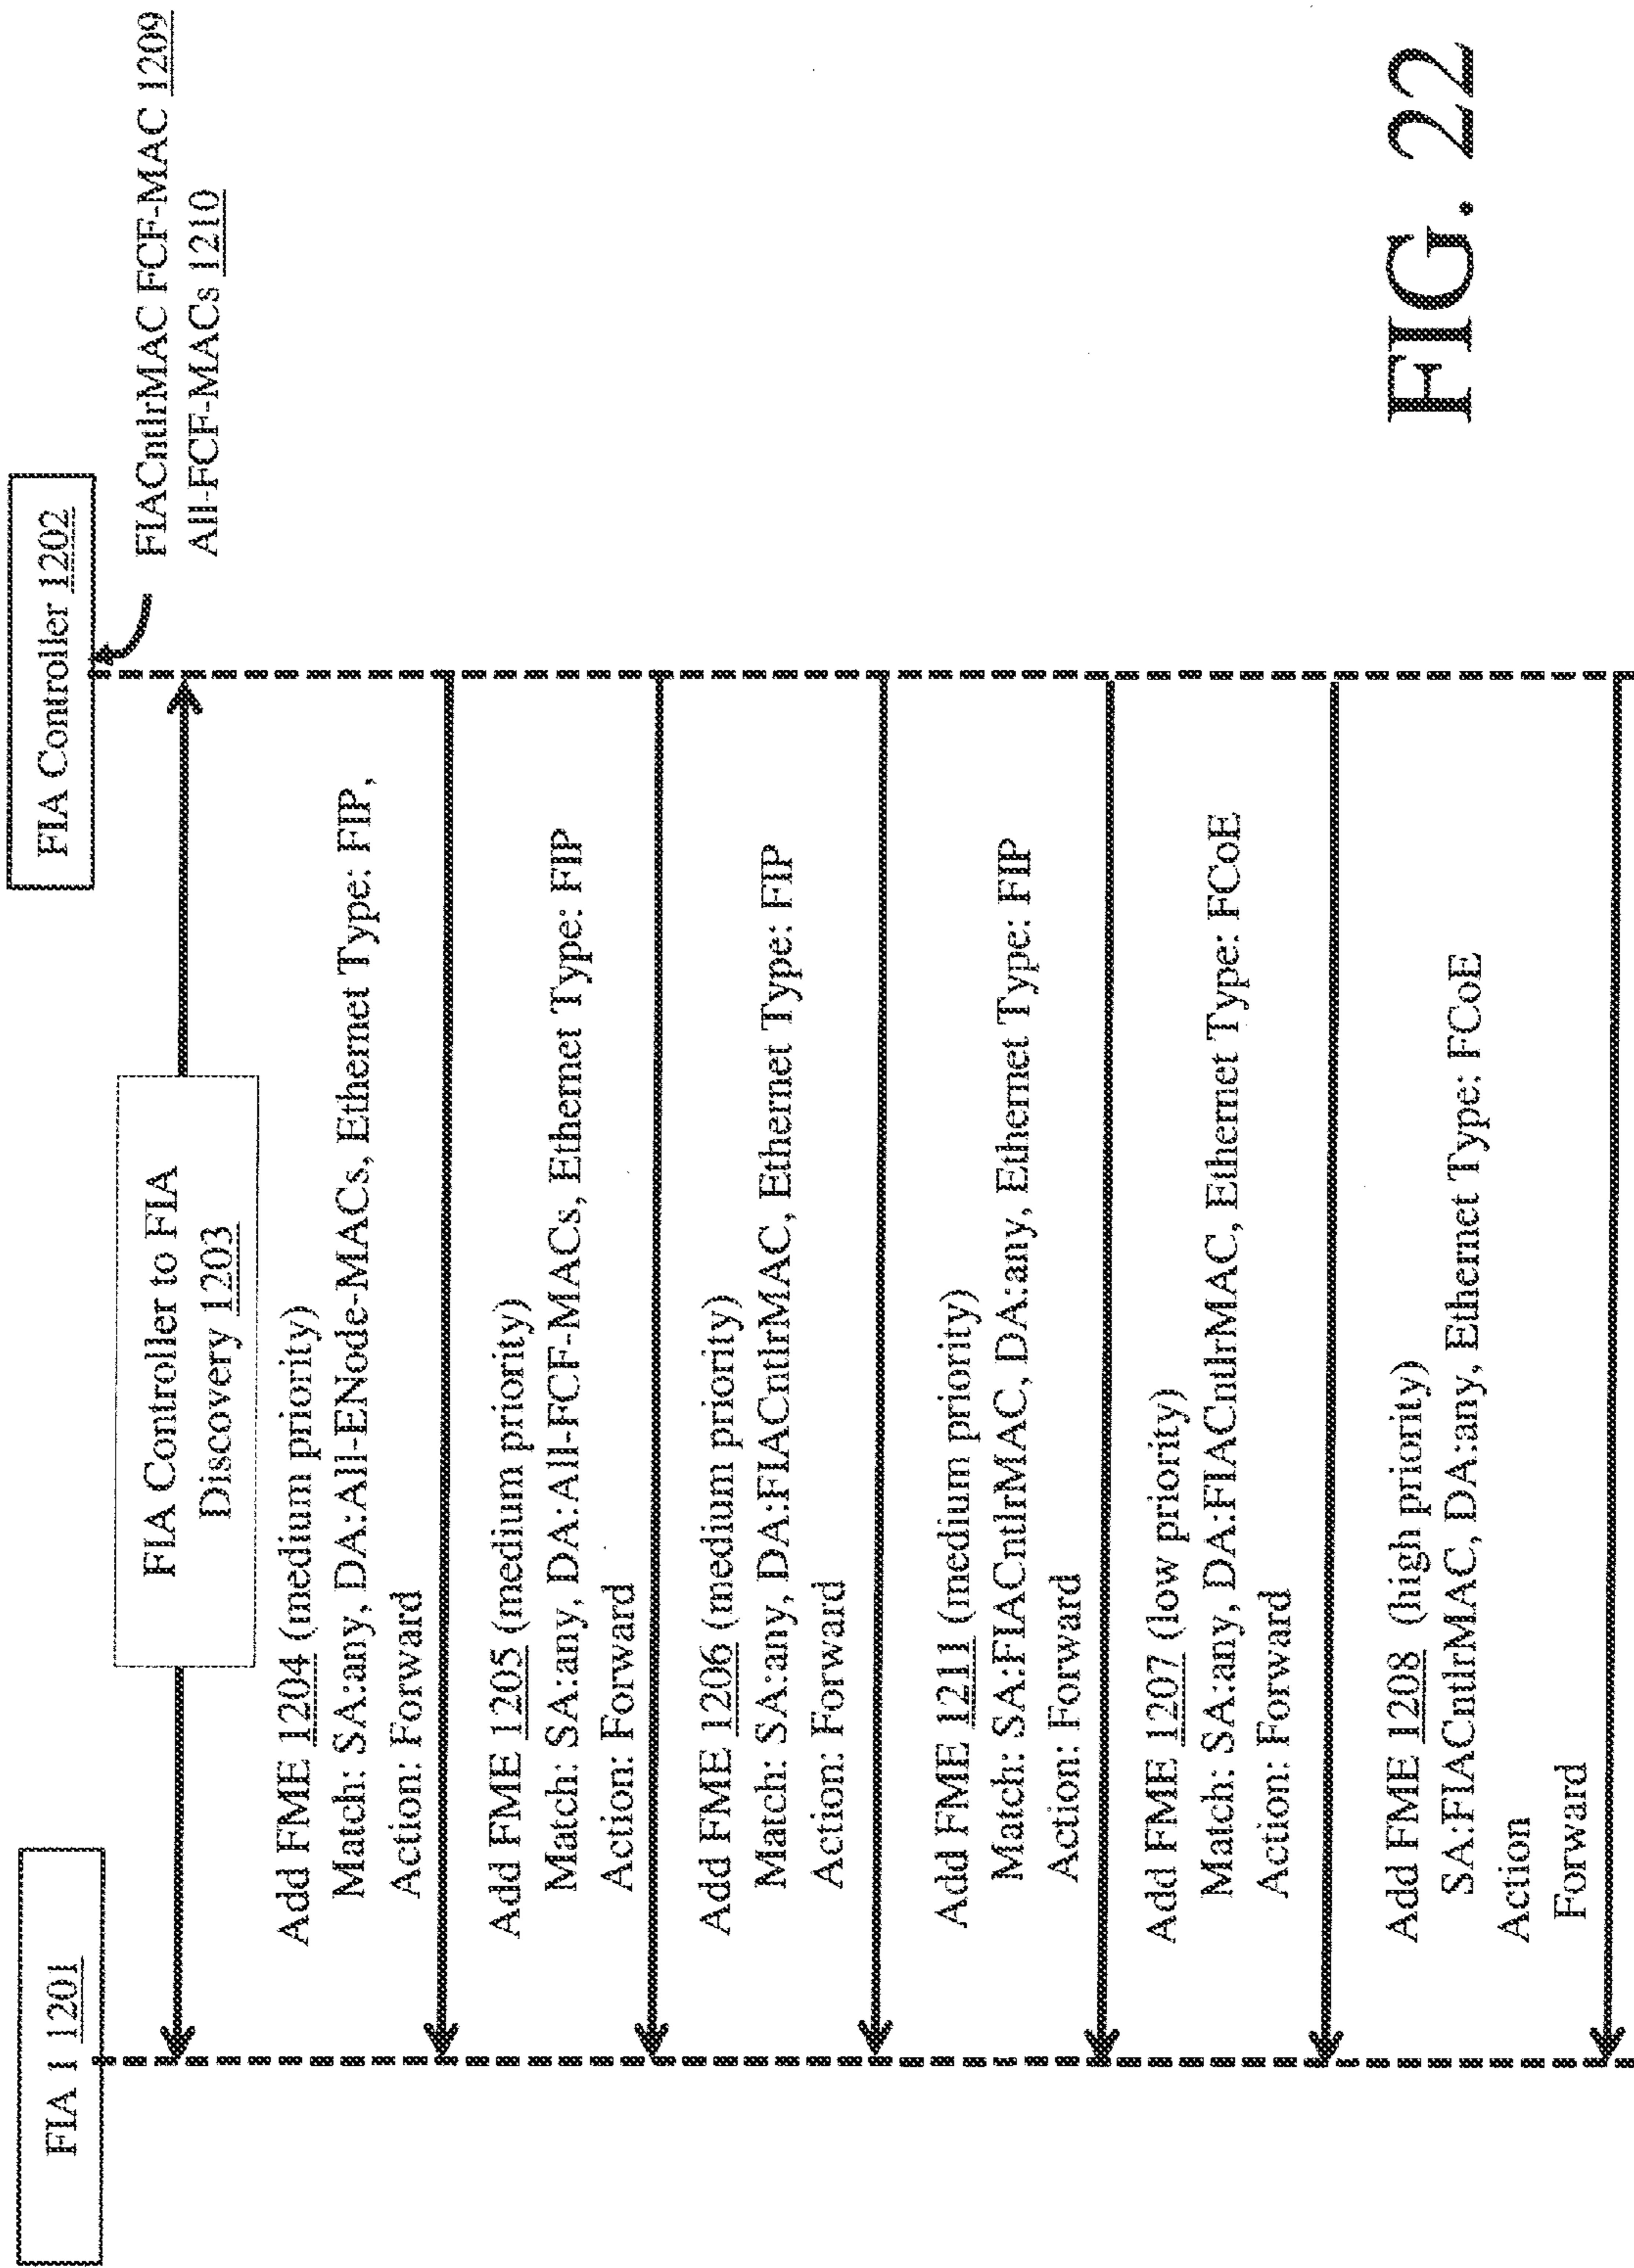 FIA 1 1201
FIA Controller 1202
FIACntlrMAC FCF-MAC 1209
All-FCF-MACs 1210
FIA Controller to FIA
Discovery 1203
Add FME 1204 (medium priority)
Match: SA:any, DA:All-ENode-MACs, Ethernet Type: FIP,
Action: Forward
Add FME 1205 (medium priority)
Match: SA:any, DA:All-FCF-MACs, Ethernet Type: FIP
Action: Forward
Add FME 1206 (medium priority)
Match: SA:any, DA:FIACntlrMAC, Ethernet Type: FIP
Action: Forward
Add FME 1211 (medium priority)
Match: SA:FIACntlrMAC, DA:any, Ethernet Type: FIP
Action: Forward
Add FME 1207 (low priority)
Match: SA:any, DA:FIACntlrMAC, Ethernet Type: FCoE
Action: Forward
Add FME 1208 (high priority)
SA:FIACntlrMAC, DA:any, Ethernet Type: FCoE
Action
Forward
FIG. 22